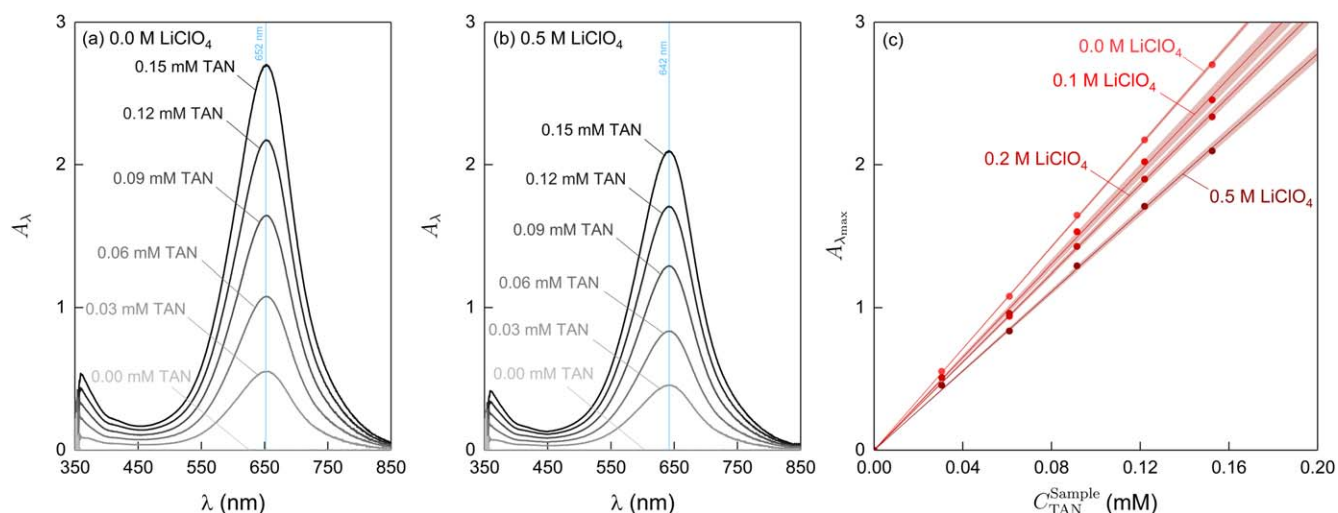 (a) 0.0 M LiClO₄
652 nm
0.15 mM TAN
0.12 mM TAN
0.09 mM TAN
0.06 mM TAN
0.03 mM TAN
0.00 mM TAN
3
2
1
0
A_λ
350 450 550 650 750 850
λ (nm)
(b) 0.5 M LiClO₄
642 nm
0.15 mM TAN
0.12 mM TAN
0.09 mM TAN
0.06 mM TAN
0.03 mM TAN
0.00 mM TAN
3
2
1
0
A_λ
350 450 550 650 750 850
λ (nm)
(c)
0.0 M LiClO₄
0.1 M LiClO₄
0.2 M LiClO₄
0.5 M LiClO₄
3
2
1
0
A_λmax
0.00 0.04 0.08 0.12 0.16 0.20
C_TAN^Sample (mM)